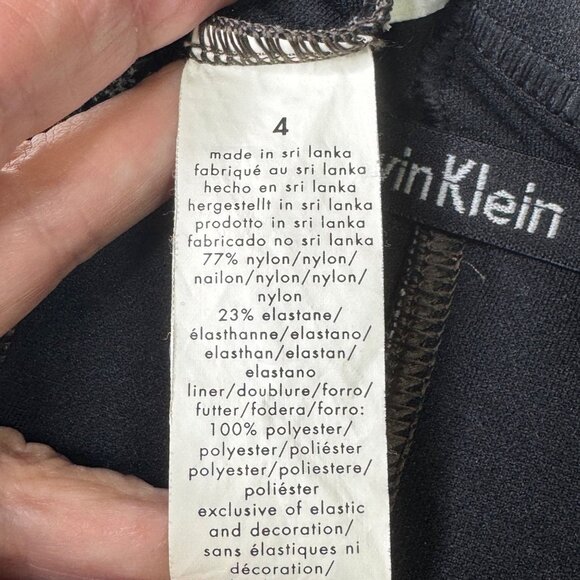 4
made in sri lanka
fabriqué au sri lanka
hecho en sri lanka
hergestellt in sri lanka
prodotto in sri lanka
fabricado no sri lanka
77% nylon/nylon/
nailon/nylon/nylon/
nylon
23% elastane/
élasthanne/elastano/
elasthan/elastan/
elastano
liner/doublure/forro/
futter/fodera/forro:
100% polyester/
polyester/poliéster
polyester/poliestere/
poliéster
exclusive of elastic
and decoration/
sans élastiques ni
décoration/
Klein